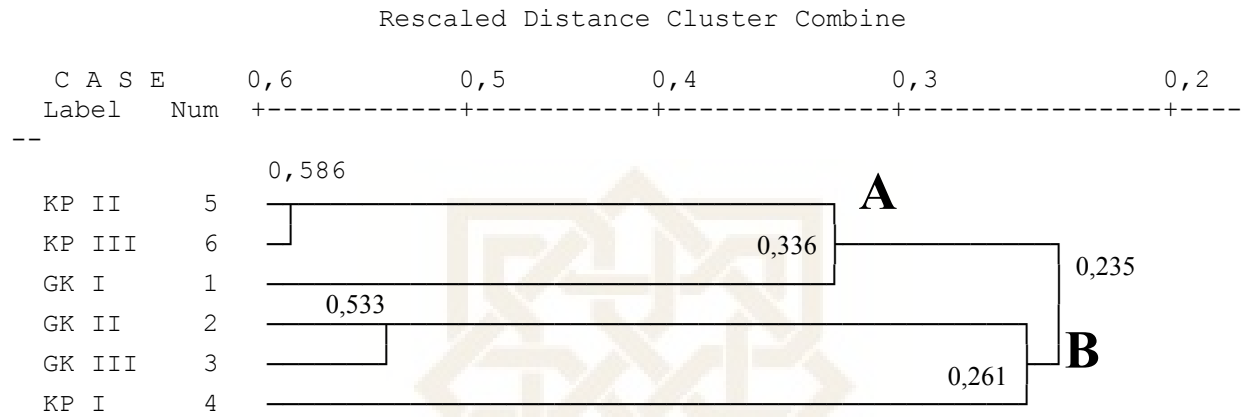 Rescaled Distance Cluster Combine
C A S E 0,6 0,5 0,4 0,3 0,2
Label Num +---------+---------+---------+---------+----
--
0,586
KP II 5 A
KP III 6 0,336
0,235
GK I 1
0,533
GK II 2
GK III 3 B
0,261
KP I 4